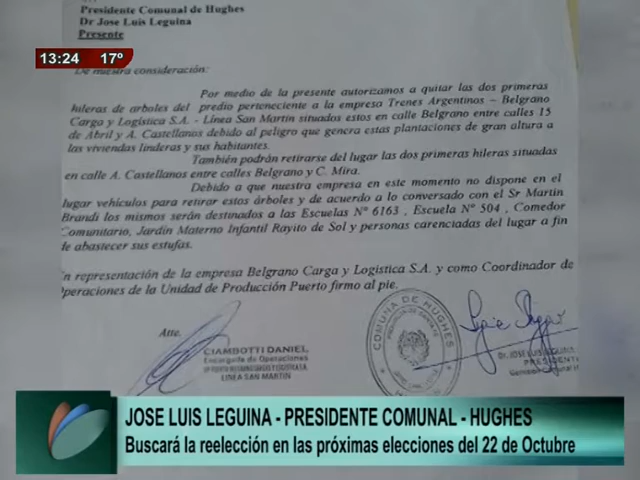 Presidente Comunal de Hughes
Dr Jose Luis Leguina
Presente
13:24 17º
De nuestra consideración:
Por medio de la presente autorizamos a quitar las dos primeras
hileras de arboles del predio perteneciente a la empresa Trenes Argentinos – Belgrano
Carga y Logística S.A. - Línea San Martin situados estos en calle Belgrano entre calles 15
de Abril y A. Castellanos debido al peligro que genera estas plantaciones de gran altura a
las viviendas linderas y sus habitantes.
También podrán retirarse del lugar las dos primeras hileras situadas
en calle A. Castellanos entre calles Belgrano y C. Mira.
Debido a que nuestra empresa en este momento no dispone en el
lugar vehículos para retirar estos árboles y de acuerdo a lo conversado con el Sr Martin
Brandi los mismos serán destinados a las Escuelas Nº 6163 , Escuela Nº 504 , Comedor
Comunitario, Jardín Materno Infantil Rayito de Sol y personas carenciadas del lugar a fin
de abastecer sus estufas.
En representación de la empresa Belgrano Carga y Logística S.A. y como Coordinador de
Operaciones de la Unidad de Producción Puerto firmo al pie.
Atte.
CIAMBOTTI DANIEL
Encargado de Operaciones
LINEA SAN MARTIN
COMUNA DE HUGHES
Dr. JOSE LUIS
PRESIDENT
JOSE LUIS LEGUINA - PRESIDENTE COMUNAL - HUGHES
Buscará la reelección en las próximas elecciones del 22 de Octubre